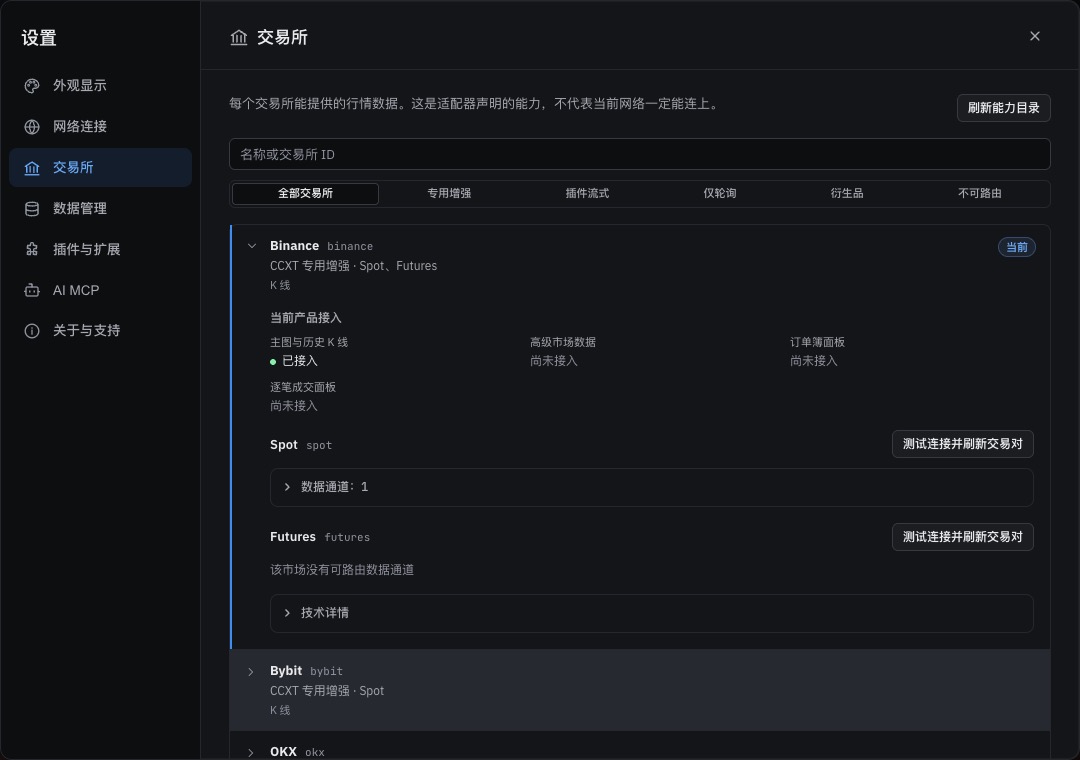 设置
外观显示
网络连接
交易所
数据管理
插件与扩展
AI MCP
关于与支持
交易所
每个交易所能提供的行情数据。这是适配器声明的能力，不代表当前网络一定能连上。
刷新能力目录
名称或交易所 ID
全部交易所 专用增强 插件流式 仅轮询 衍生品 不可路由
Binance binance
当前
CCXT 专用增强 · Spot、Futures
K 线
当前产品接入
主图与历史 K 线 高级市场数据 订单簿面板
已接入 尚未接入 尚未接入
逐笔成交面板
尚未接入
Spot spot 测试连接并刷新交易对
数据通道：1
Futures futures 测试连接并刷新交易对
该市场没有可路由数据通道
技术详情
Bybit bybit
CCXT 专用增强 · Spot
K 线
OKX okx